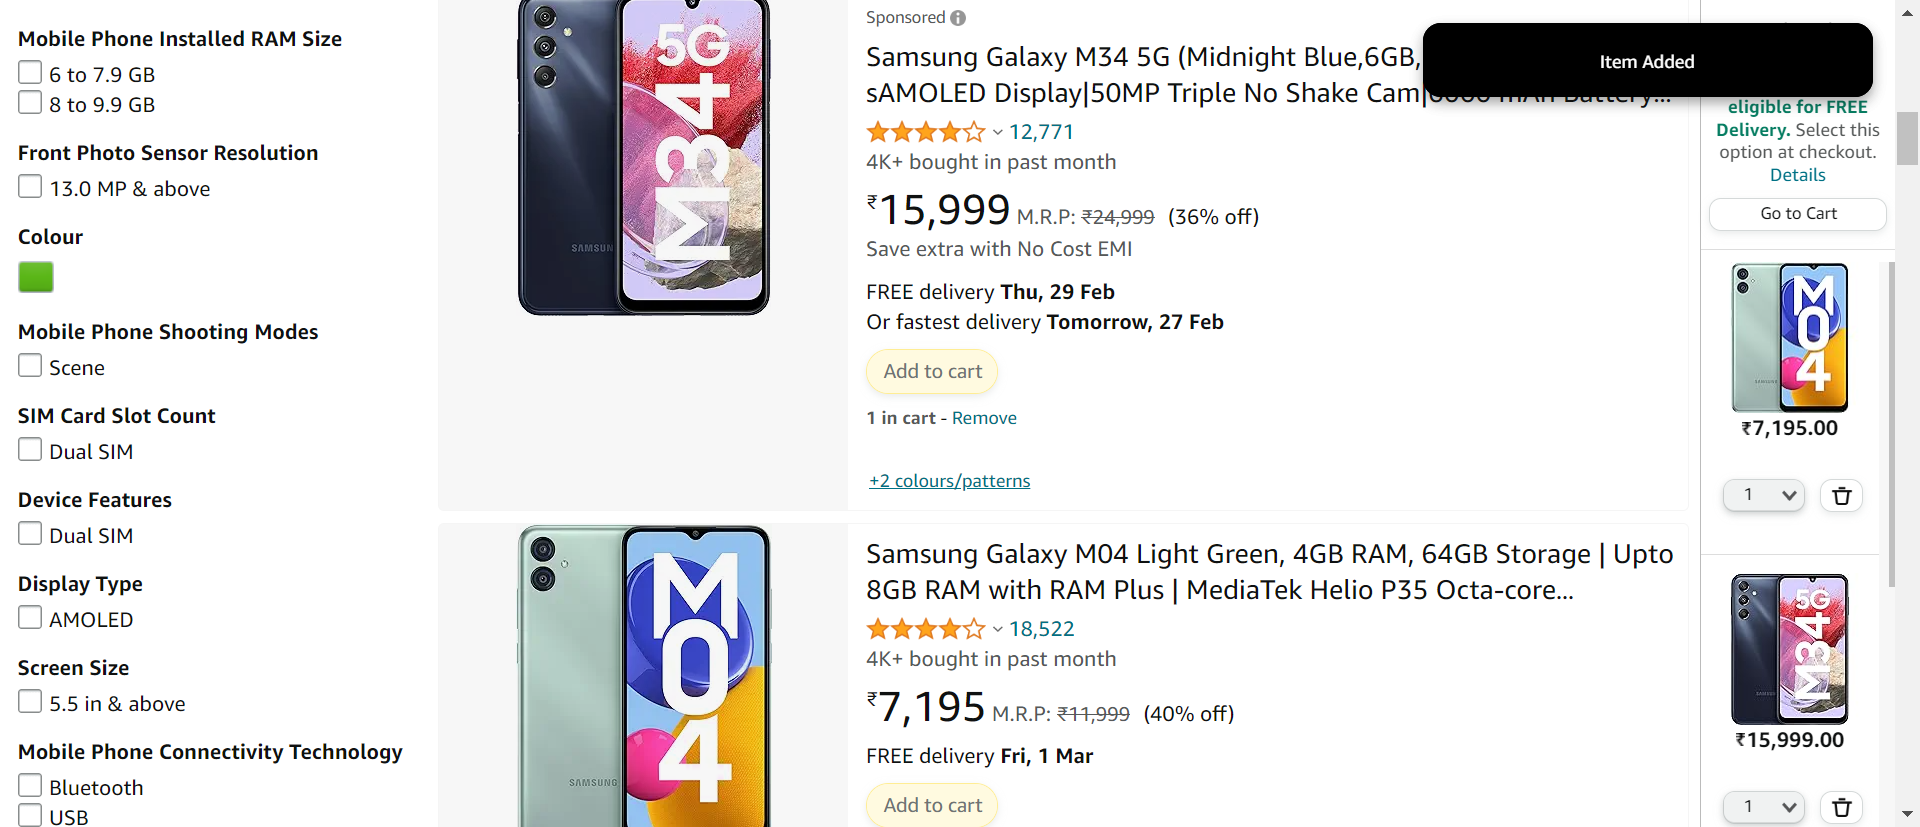 Mobile Phone Installed RAM Size
6 to 7.9 GB
8 to 9.9 GB
Front Photo Sensor Resolution
13.0 MP & above
Colour
Mobile Phone Shooting Modes
Scene
SIM Card Slot Count
Dual SIM
Device Features
Dual SIM
Display Type
AMOLED
Screen Size
5.5 in & above
Mobile Phone Connectivity Technology
Bluetooth
USB
5G
M34
SAMSUN
Sponsored
Samsung Galaxy M34 5G (Midnight Blue,6GB,
sAMOLED Display|50MP Triple No Shake Cam|6000 mAh Battery...
12,771
4K+ bought in past month
₹15,999 M.R.P: ₹24,999 (36% off)
Save extra with No Cost EMI
FREE delivery Thu, 29 Feb
Or fastest delivery Tomorrow, 27 Feb
Add to cart
1 in cart - Remove
+2 colours/patterns
M04
SAMSUNG
Samsung Galaxy M04 Light Green, 4GB RAM, 64GB Storage | Upto
8GB RAM with RAM Plus | MediaTek Helio P35 Octa-core...
18,522
4K+ bought in past month
₹7,195 M.R.P: ₹11,999 (40% off)
FREE delivery Fri, 1 Mar
Add to cart
Item Added
eligible for FREE
Delivery. Select this
option at checkout.
Details
Go to Cart
M04
SAMSUNG
₹7,195.00
1
5G
M34
₹15,999.00
1